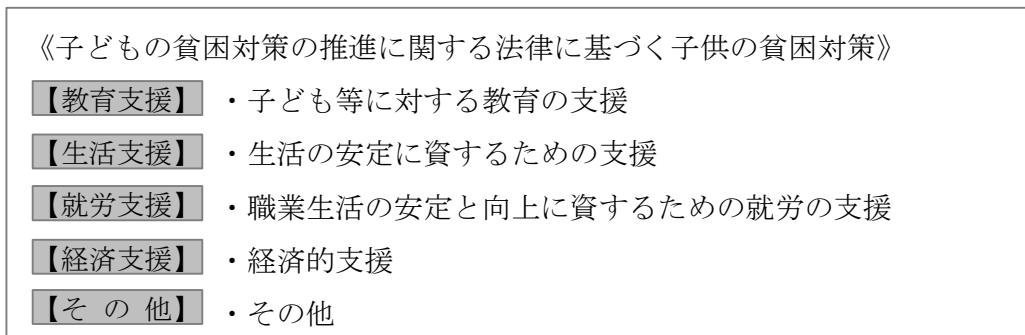 《子どもの貧困対策の推進に関する法律に基づく子供の貧困対策》
【教育支援】 ・子ども等に対する教育の支援
【生活支援】 ・生活の安定に資するための支援
【就労支援】 ・職業生活の安定と向上に資するための就労の支援
【経済支援】 ・経済的支援
【そ の 他】 ・その他